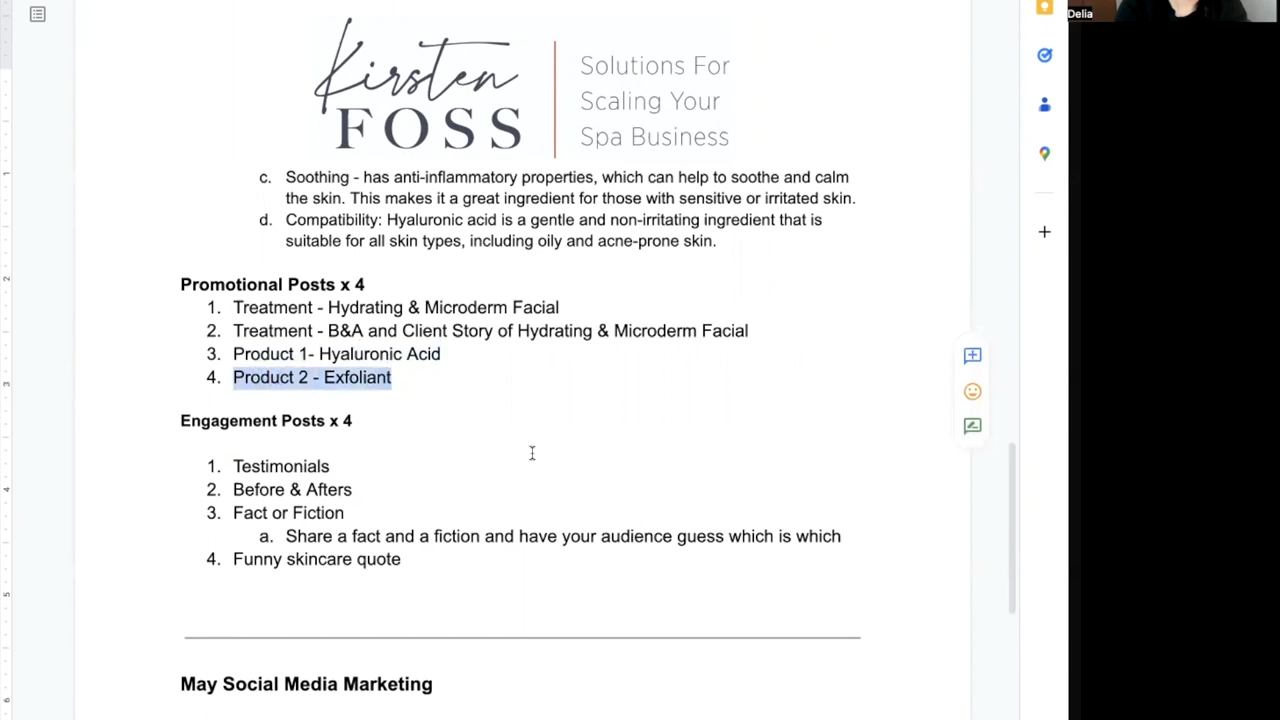 Delia
Kirsten
FOSS
Solutions For
Scaling Your
Spa Business
c. Soothing - has anti-inflammatory properties, which can help to soothe and calm
the skin. This makes it a great ingredient for those with sensitive or irritated skin.
d. Compatibility: Hyaluronic acid is a gentle and non-irritating ingredient that is
suitable for all skin types, including oily and acne-prone skin.
Promotional Posts x 4
1. Treatment - Hydrating & Microderm Facial
2. Treatment - B&A and Client Story of Hydrating & Microderm Facial
3. Product 1- Hyaluronic Acid
4. Product 2 - Exfoliant
Engagement Posts x 4
1. Testimonials
2. Before & Afters
3. Fact or Fiction
a. Share a fact and a fiction and have your audience guess which is which
4. Funny skincare quote
May Social Media Marketing
1
2
3
4
5
6